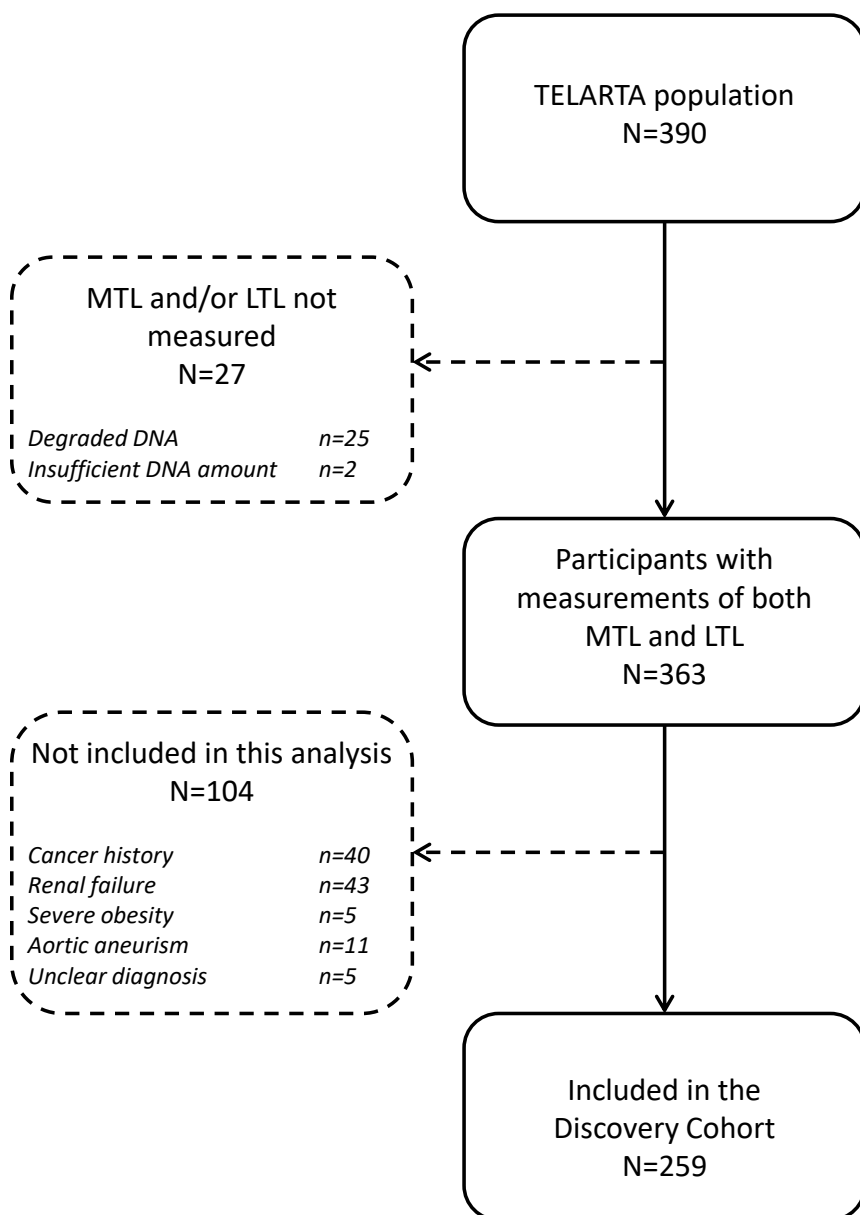 TELARTA population
N=390
MTL and/or LTL not
measured
N=27
Degraded DNA n=25
Insufficient DNA amount n=2
Participants with
measurements of both
MTL and LTL
N=363
Not included in this analysis
N=104
Cancer history n=40
Renal failure n=43
Severe obesity n=5
Aortic aneurism n=11
Unclear diagnosis n=5
Included in the
Discovery Cohort
N=259